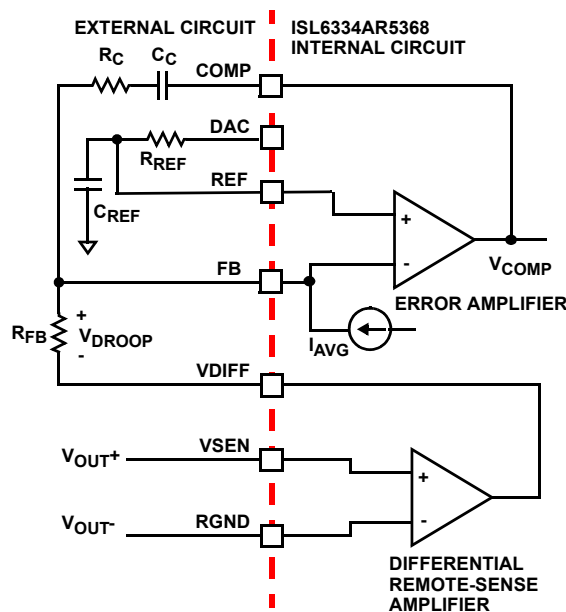 EXTERNAL CIRCUIT
ISL6334AR5368
INTERNAL CIRCUIT
RC
CC
COMP
DAC
RREF
REF
CREF
+
-
VCOMP
ERROR AMPLIFIER
FB
IAVG
RFB
+
VDROOP
-
VDIFF
VOUT+
VSEN
+
VOUT-
RGND
-
DIFFERENTIAL
REMOTE-SENSE
AMPLIFIER